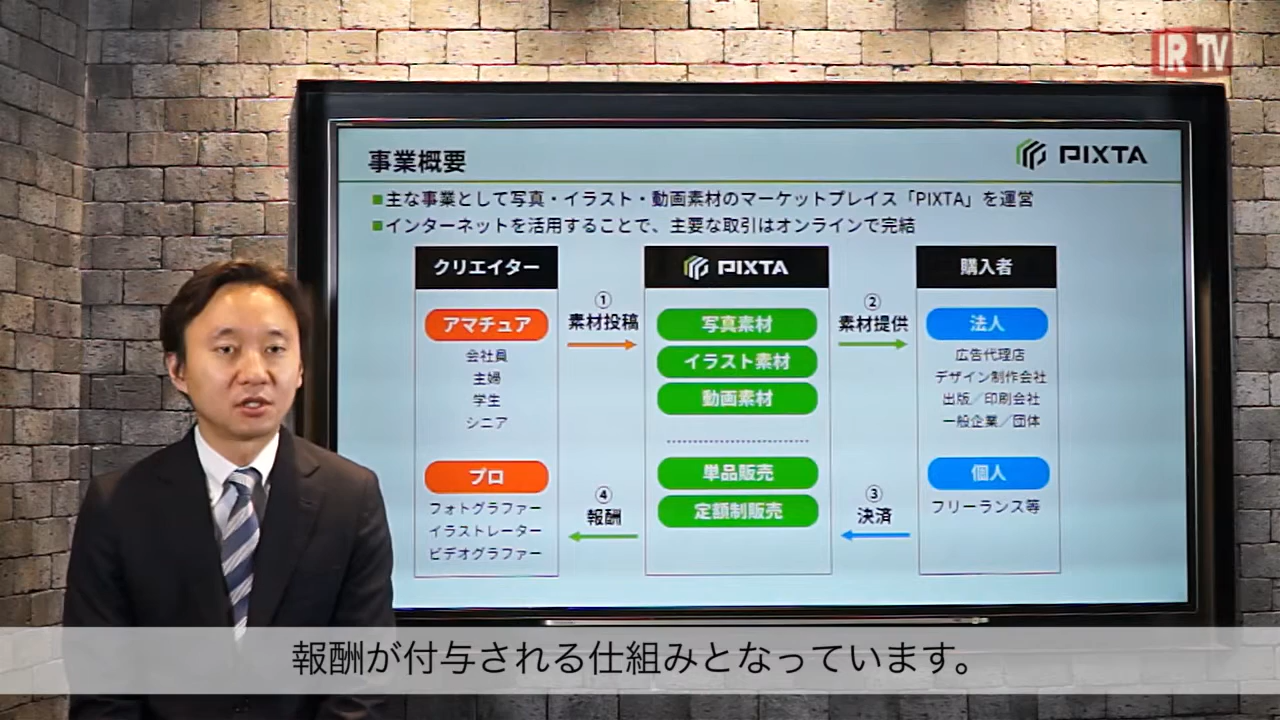 IR TV
事業概要
PIXTA
■主な事業として写真・イラスト・動画素材のマーケットプレイス「PIXTA」を運営
■インターネットを活用することで、主要な取引はオンラインで完結
クリエイター
アマチュア
会社員
主婦
学生
シニア
プロ
フォトグラファー
イラストレーター
ビデオグラファー
①
素材投稿
④
報酬
PIXTA
写真素材
イラスト素材
動画素材
単品販売
定額制販売
②
素材提供
③
決済
購入者
法人
広告代理店
デザイン制作会社
出版／印刷会社
一般企業／団体
個人
フリーランス等
報酬が付与される仕組みとなっています。